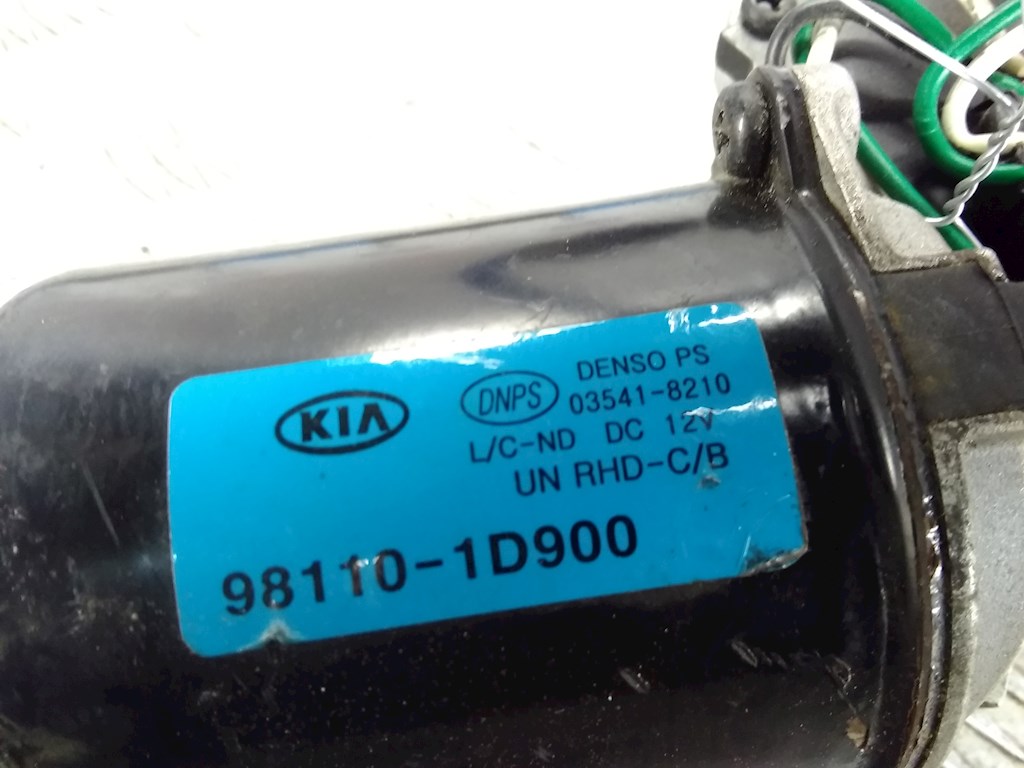 KIA
DNPS
DENSO PS
03541-8210
L/C-ND DC 12V
UN RHD-C/B
98110-1D900